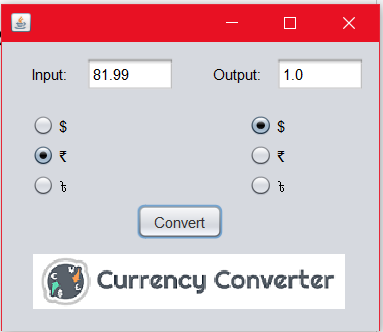 Input: 81.99 Output: 1.0
$ $
₹ ₹
৳ ৳
Convert
Currency Converter